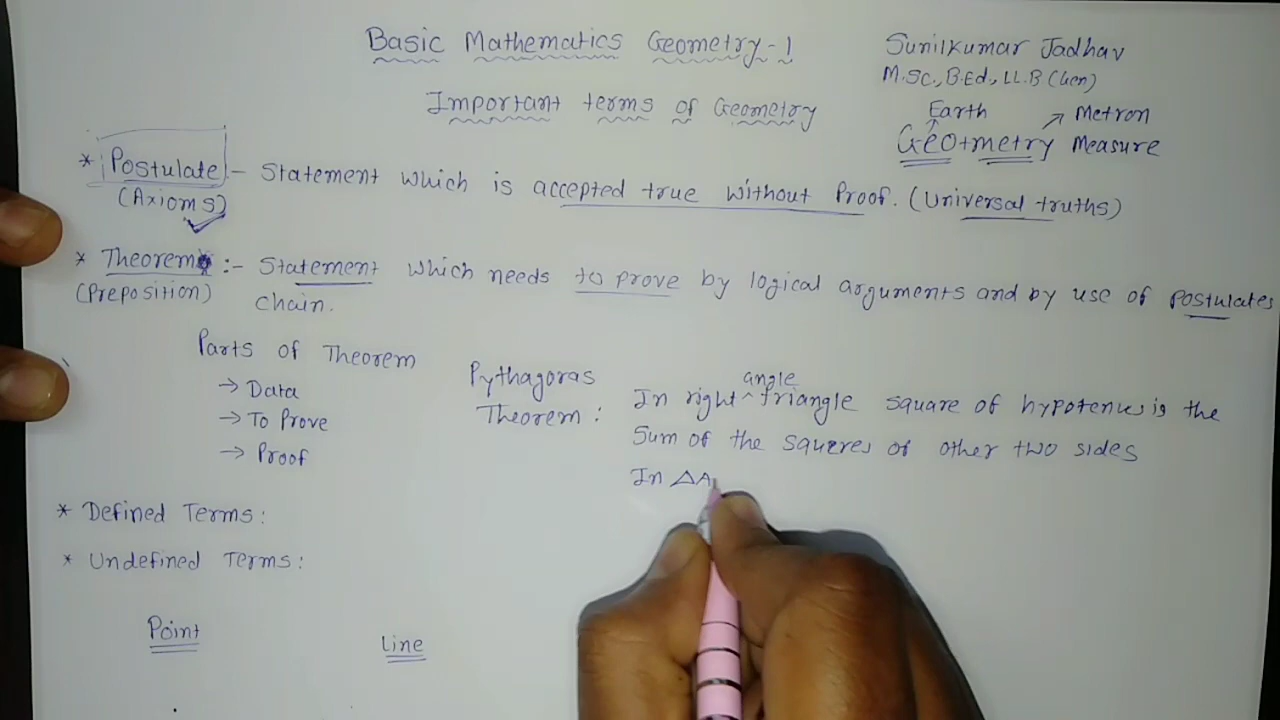 Basic Mathematics Geometry-1
Important terms of Geometry
Sunilkumar Jadhav
M.Sc., B.Ed., LL.B (Gen)
Earth Metron
GEO+metry Measure
* Postulate :- Statement which is accepted true without Proof. (Universal truths)
(Axioms)
* Theorem :- Statement which needs to prove by logical arguments and by use of postulates
(Preposition) chain.
Parts of Theorem
→ Data
→ To Prove
→ Proof
Pythagoras
Theorem :
angle
In right ^ triangle square of hypotenus is the
Sum of the squares of other two sides
In △A
* Defined Terms :
* Undefined Terms :
Point
Line